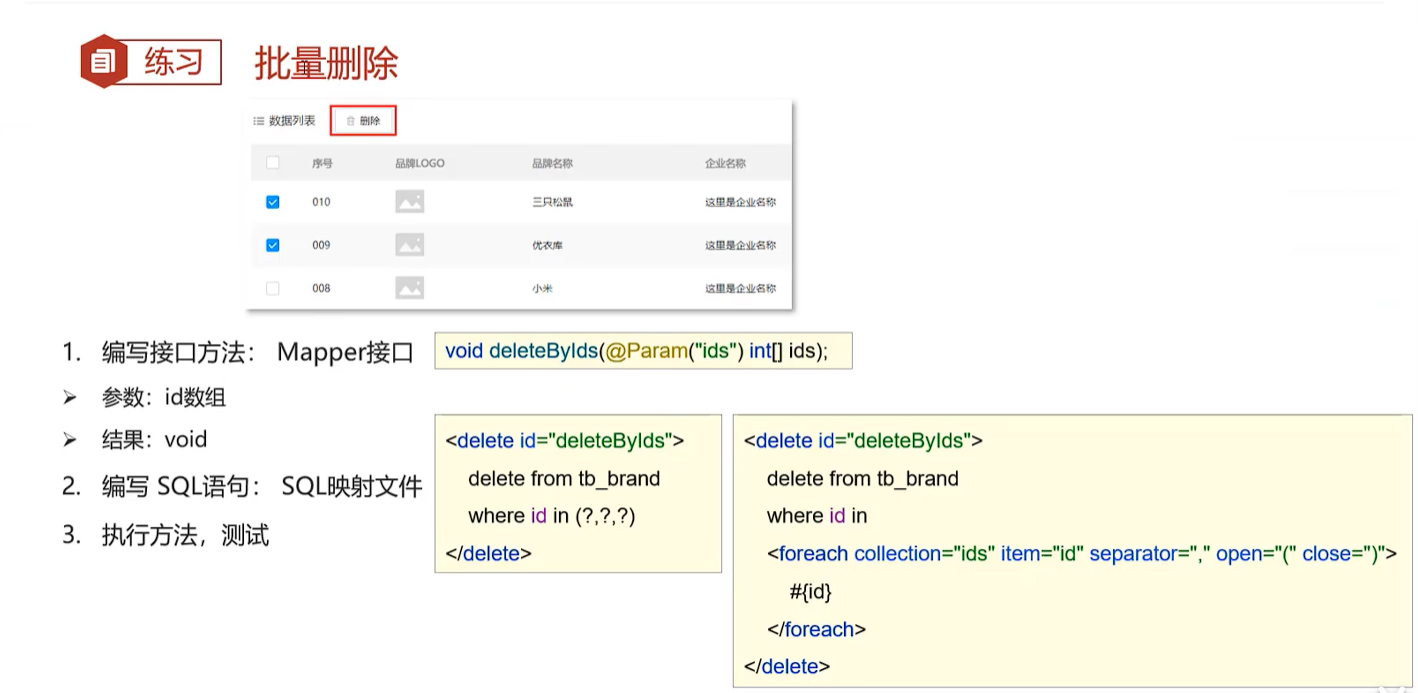 练习 批量删除
数据列表 删除
序号 品牌LOGO 品牌名称 企业名称
010 三只松鼠 这里是企业名称
009 优衣库 这里是企业名称
008 小米 这里是企业名称
1. 编写接口方法： Mapper接口
void deleteByIds(@Param("ids") int[] ids);
➢ 参数：id数组
➢ 结果：void
2. 编写 SQL语句： SQL映射文件
3. 执行方法，测试
<delete id="deleteByIds">
delete from tb_brand
where id in (?,?,?)
</delete>
<delete id="deleteByIds">
delete from tb_brand
where id in
<foreach collection="ids" item="id" separator="," open="(" close=")">
#{id}
</foreach>
</delete>